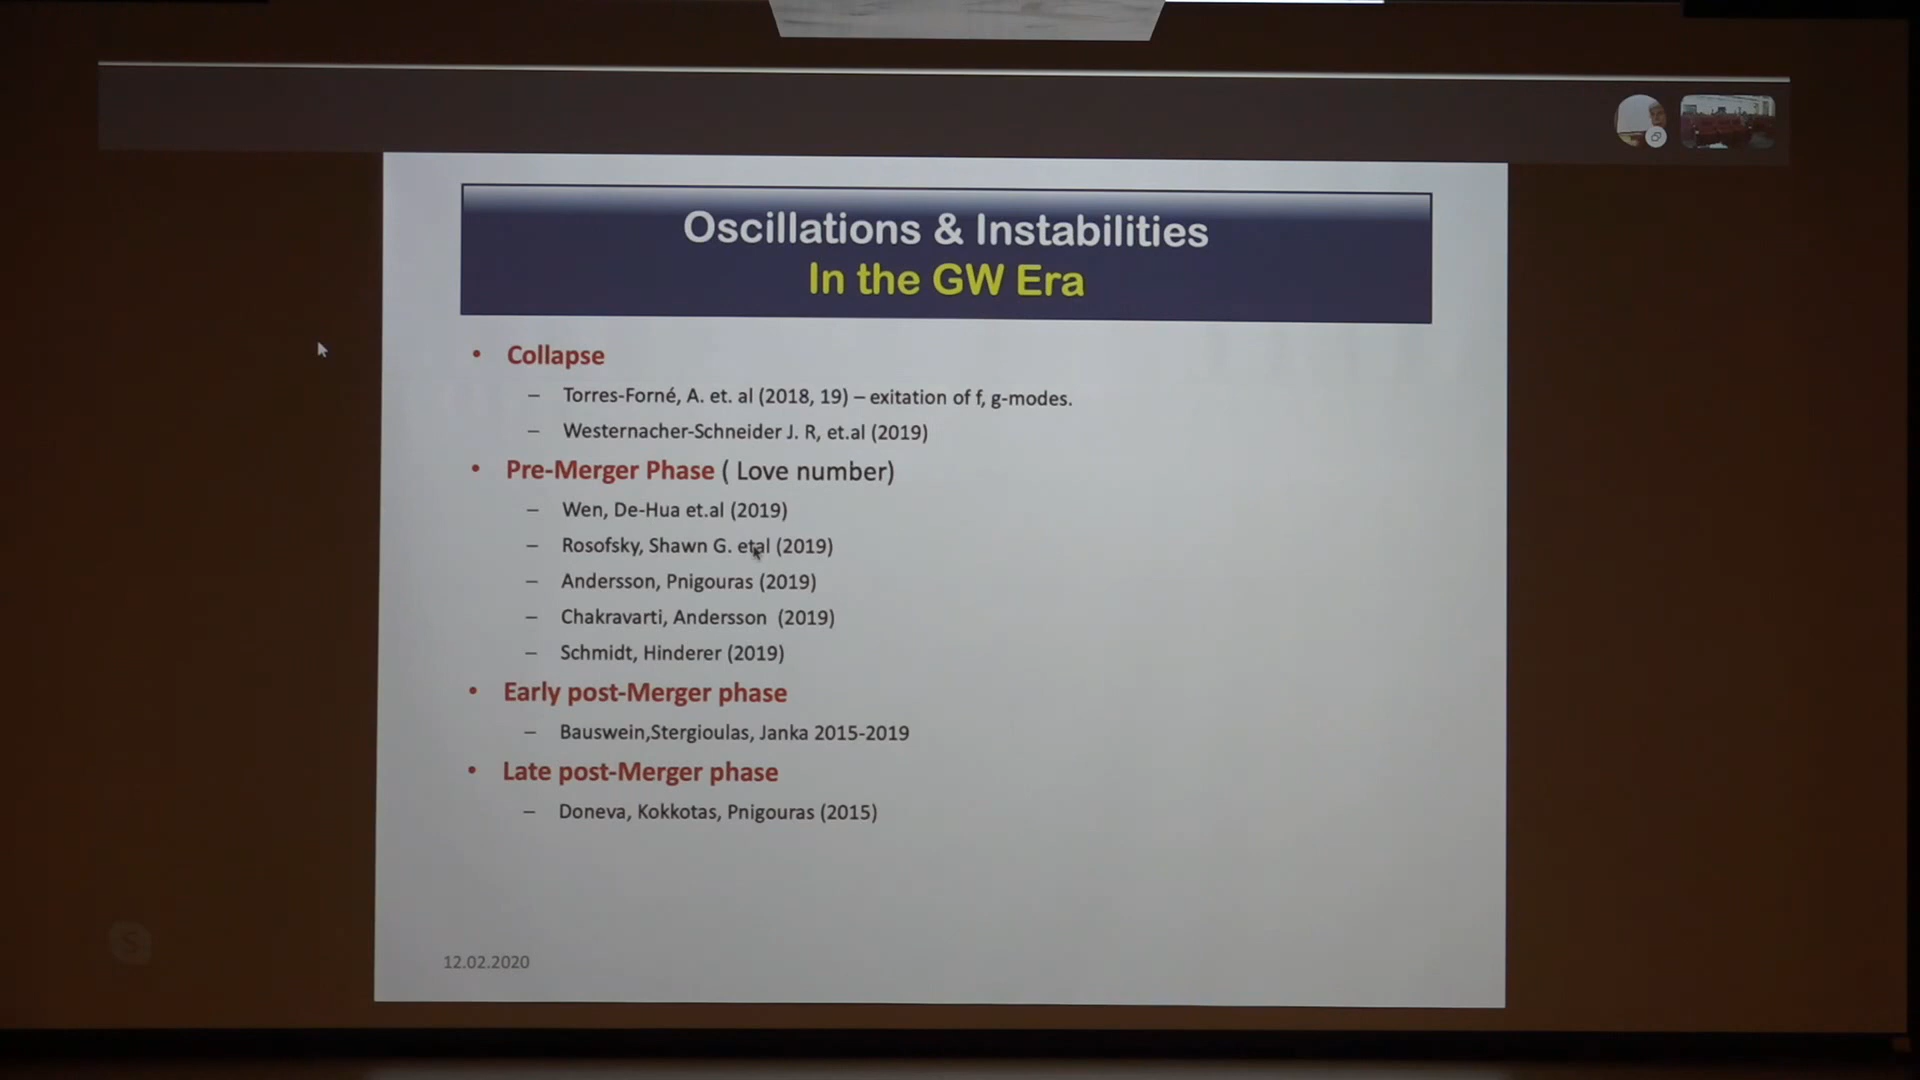 Oscillations & Instabilities
In the GW Era
• Collapse
– Torres-Forné, A. et. al (2018, 19) – exitation of f, g-modes.
– Westernacher-Schneider J. R, et.al (2019)
• Pre-Merger Phase ( Love number)
– Wen, De-Hua et.al (2019)
– Rosofsky, Shawn G. etal (2019)
– Andersson, Pnigouras (2019)
– Chakravarti, Andersson (2019)
– Schmidt, Hinderer (2019)
• Early post-Merger phase
– Bauswein,Stergioulas, Janka 2015-2019
• Late post-Merger phase
– Doneva, Kokkotas, Pnigouras (2015)
12.02.2020
S